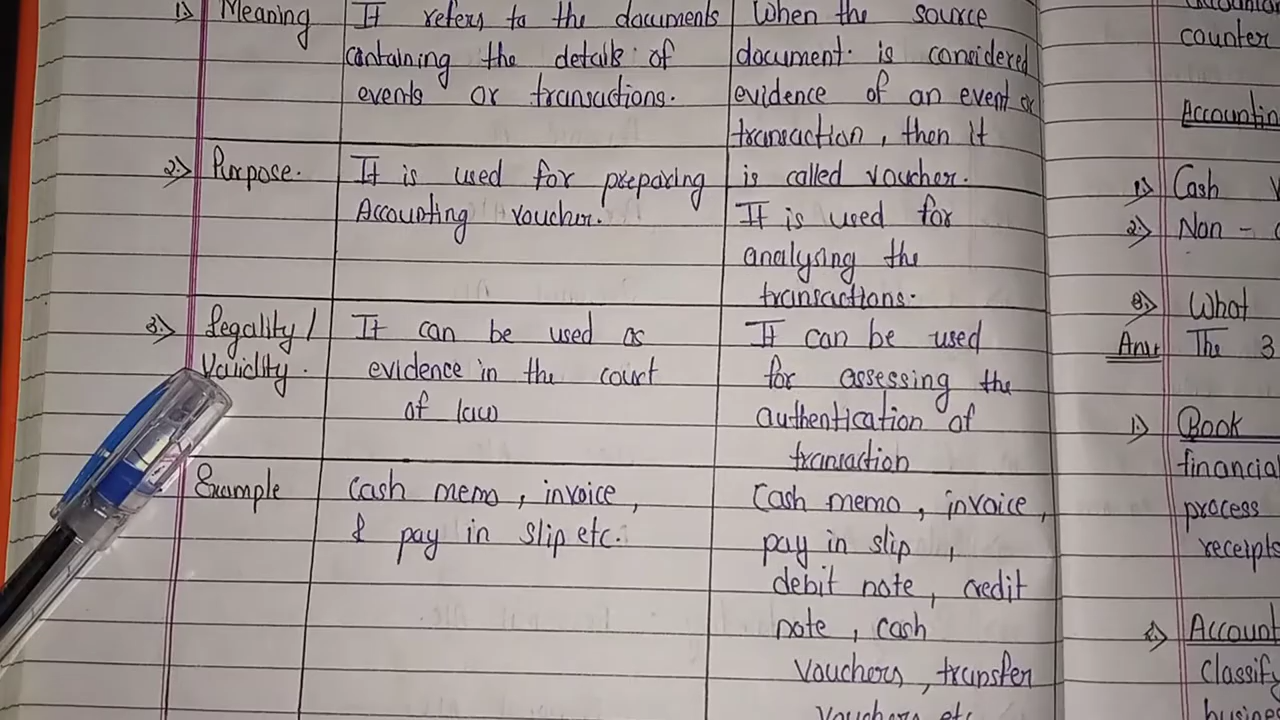 1) Meaning
It refers to the documents
containing the details of
events or transactions.
When the source
document is considered
evidence of an event or
transaction, then it
is called voucher.
2) Purpose.
It is used for preparing
Accounting voucher.
It is used for
analysing the
transactions.
3) Legality/
Validity.
It can be used as
evidence in the court
of law
It can be used
for assessing the
authentication of
transaction
Example
Cash memo, invoice,
& pay in slip etc.
Cash memo, invoice,
pay in slip,
debit note, credit
note, cash
vouchers, transfer
vouchers etc
counter
Accountin
1) Cash V
2) Non -
8) What
Ans The 3
1) Book
financial
process
receipts
2) Account
classify
busines